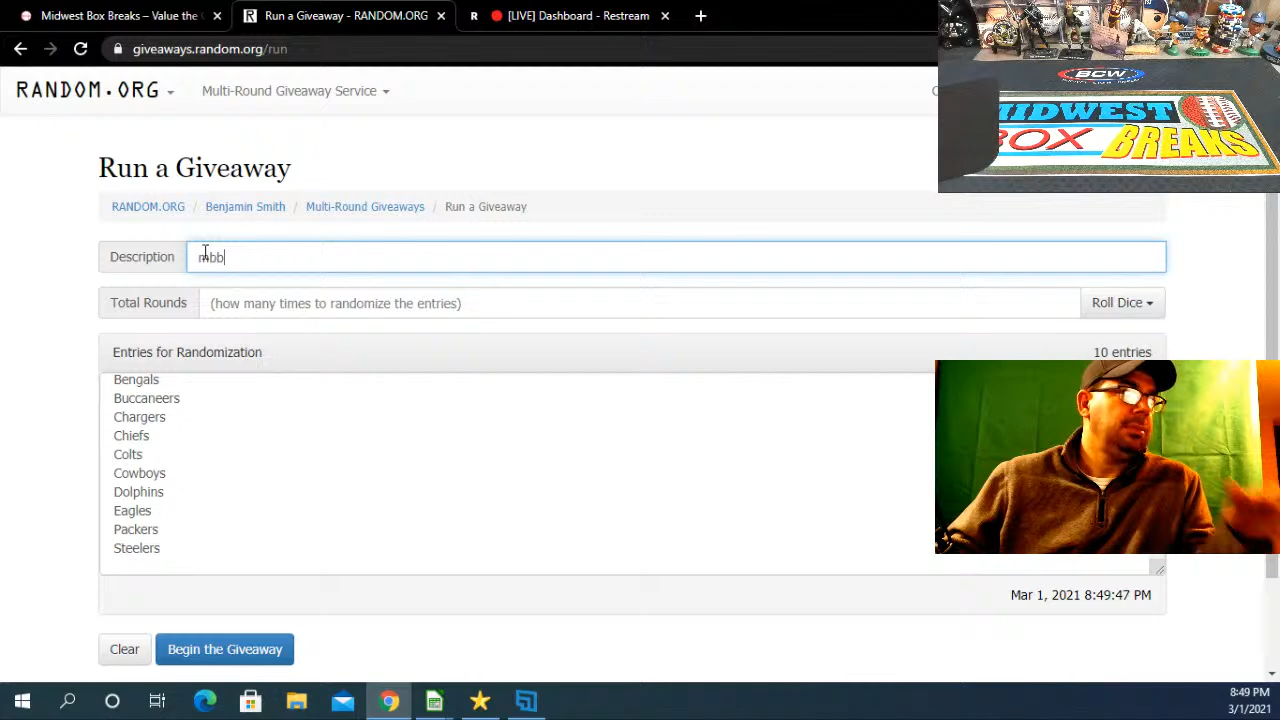 Midwest Box Breaks – Value the
Run a Giveaway - RANDOM.ORG
R
[LIVE] Dashboard - Restream
giveaways.random.org/run
RANDOM.ORG
Multi-Round Giveaway Service
BCW
MIDWEST
BOX BREAKS
Run a Giveaway
RANDOM.ORG / Benjamin Smith / Multi-Round Giveaways / Run a Giveaway
Description mbb
Total Rounds (how many times to randomize the entries) Roll Dice
Entries for Randomization 10 entries
Bengals
Buccaneers
Chargers
Chiefs
Colts
Cowboys
Dolphins
Eagles
Packers
Steelers
Mar 1, 2021 8:49:47 PM
Clear Begin the Giveaway
8:49 PM
3/1/2021